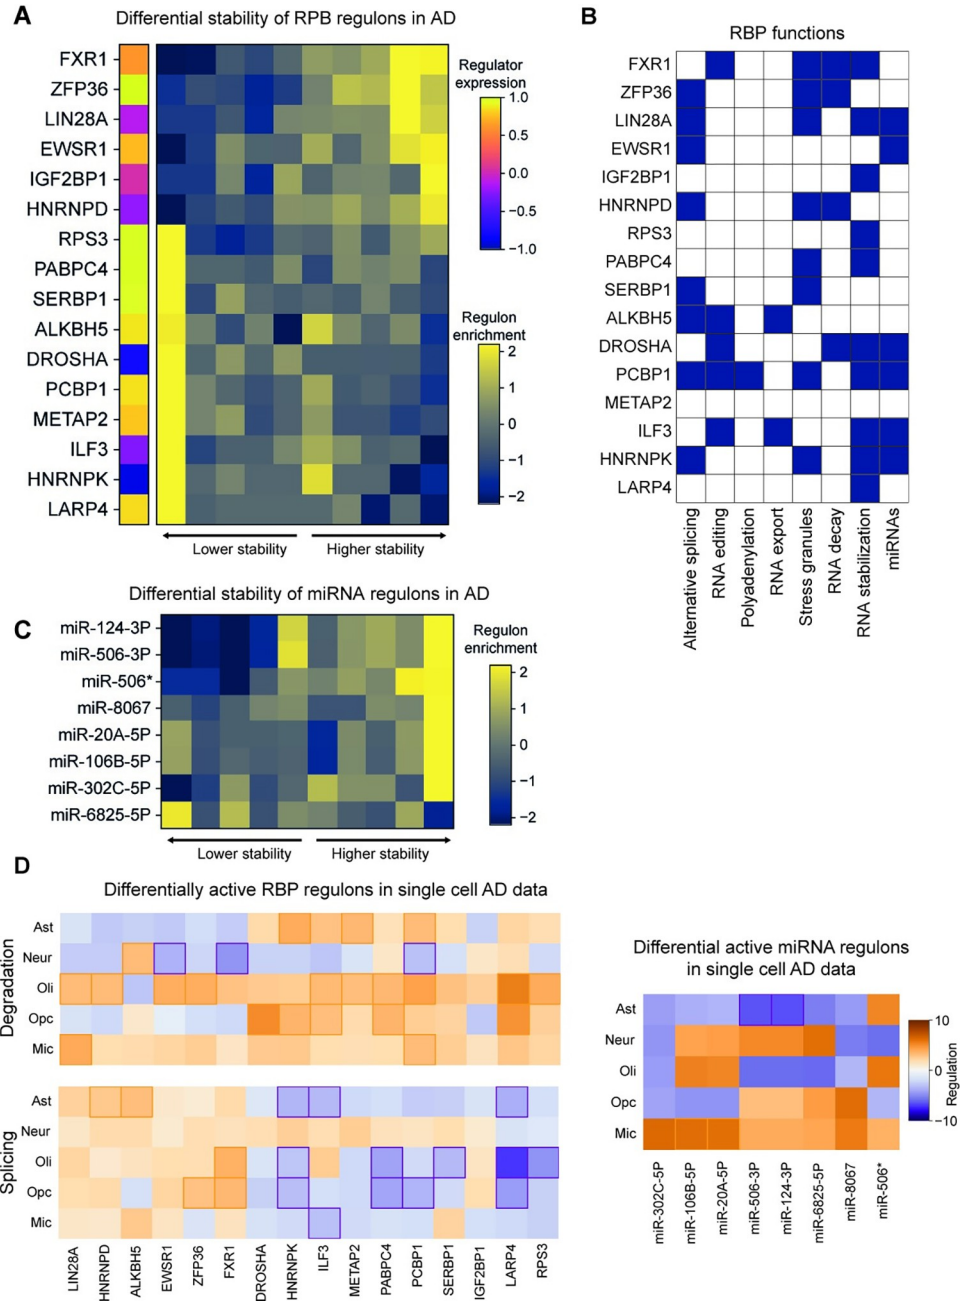 A
Differential stability of RPB regulons in AD
FXR1
ZFP36
LIN28A
EWSR1
IGF2BP1
HNRNPD
RPS3
PABPC4
SERBP1
ALKBH5
DROSHA
PCBP1
METAP2
ILF3
HNRNPK
LARP4
Lower stability
Higher stability
Regulator
expression
1.0
0.5
0.0
−0.5
−1.0
Regulon
enrichment
2
1
0
−1
−2
B
RBP functions
FXR1
ZFP36
LIN28A
EWSR1
IGF2BP1
HNRNPD
RPS3
PABPC4
SERBP1
ALKBH5
DROSHA
PCBP1
METAP2
ILF3
HNRNPK
LARP4
Alternative splicing
RNA editing
Polyadenylation
RNA export
Stress granules
RNA decay
RNA stabilization
miRNAs
Differential stability of miRNA regulons in AD
C
miR-124-3P
miR-506-3P
miR-506*
miR-8067
miR-20A-5P
miR-106B-5P
miR-302C-5P
miR-6825-5P
Lower stability
Higher stability
Regulon
enrichment
2
1
0
−1
−2
D
Differentially active RBP regulons in single cell AD data
Degradation
Ast
Neur
Oli
Opc
Mic
Splicing
Ast
Neur
Oli
Opc
Mic
LIN28A
HNRNPD
ALKBH5
EWSR1
ZFP36
FXR1
DROSHA
HNRNPK
ILF3
METAP2
PABPC4
PCBP1
SERBP1
IGF2BP1
LARP4
RPS3
Differential active miRNA regulons
in single cell AD data
Ast
Neur
Oli
Opc
Mic
miR-302C-5P
miR-106B-5P
miR-20A-5P
miR-506-3P
miR-124-3P
miR-6825-5P
miR-8067
miR-506*
10
0
−10
Regulation